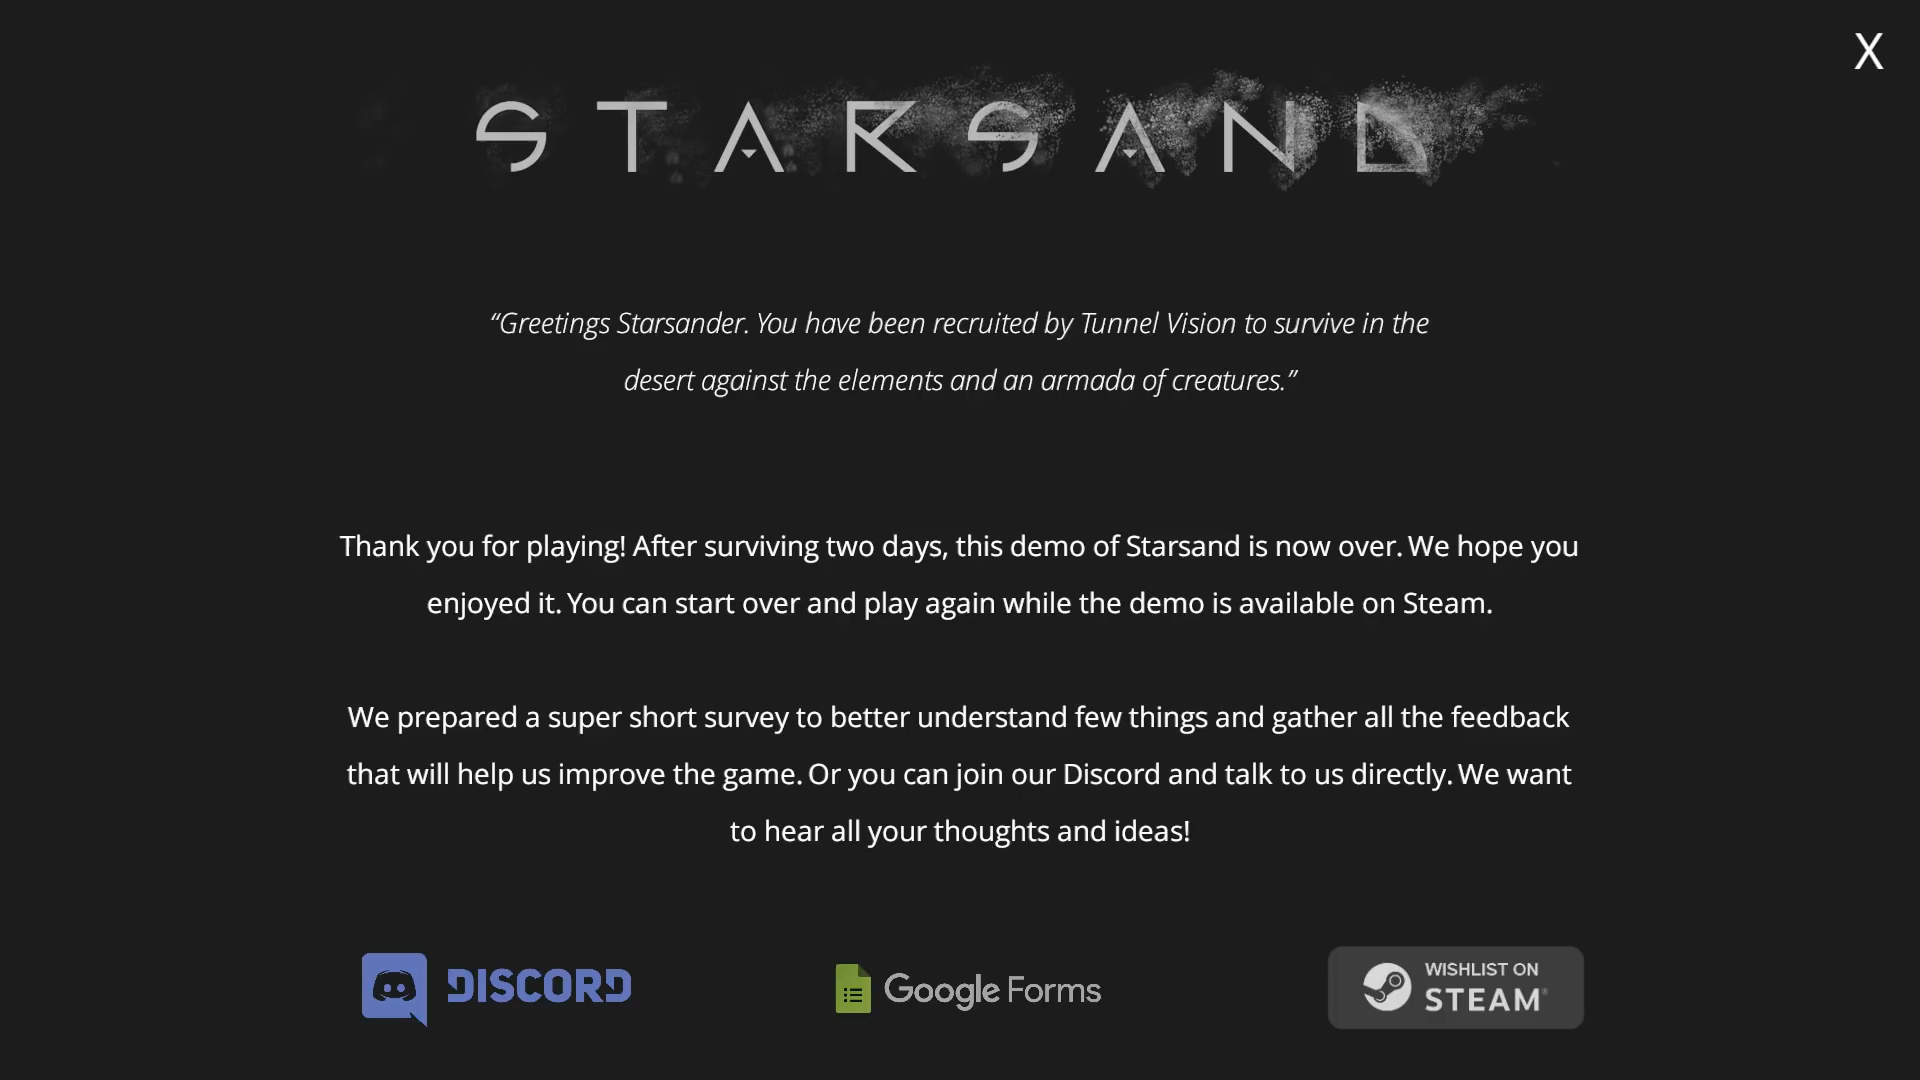 X
STARSAND
“Greetings Starsander. You have been recruited by Tunnel Vision to survive in the
desert against the elements and an armada of creatures.”
Thank you for playing! After surviving two days, this demo of Starsand is now over. We hope you
enjoyed it. You can start over and play again while the demo is available on Steam.
We prepared a super short survey to better understand few things and gather all the feedback
that will help us improve the game. Or you can join our Discord and talk to us directly. We want
to hear all your thoughts and ideas!
DISCORD
Google Forms
WISHLIST ON
STEAM®